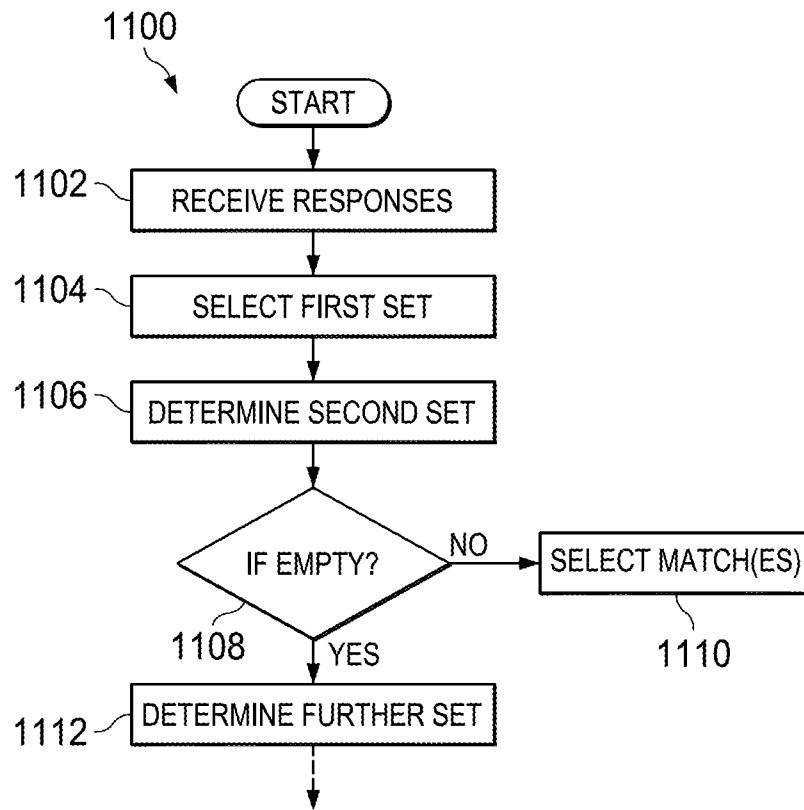 1100
START
1102
RECEIVE RESPONSES
1104
SELECT FIRST SET
1106
DETERMINE SECOND SET
IF EMPTY?
NO
SELECT MATCH(ES)
1108
YES
1110
DETERMINE FURTHER SET
1112